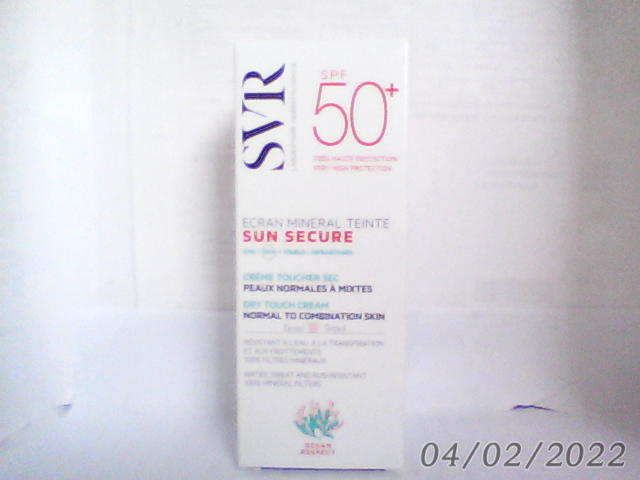 SVR
SPF
50+
TRÈS HAUTE PROTECTION
VERY HIGH PROTECTION
ECRAN MINERAL TEINTE
SUN SECURE
CRÈME TOUCHER SEC
PEAUX NORMALES À MIXTES
DRY TOUCH CREAM
NORMAL TO COMBINATION SKIN
RÉSISTANT À L'EAU, À LA TRANSPIRATION
ET AUX FROTTEMENTS
100% FILTRES MINÉRAUX
WATER, SWEAT AND RUB-RESISTANT
100% MINERAL FILTERS
OCEAN
RESPECT
04/02/2022